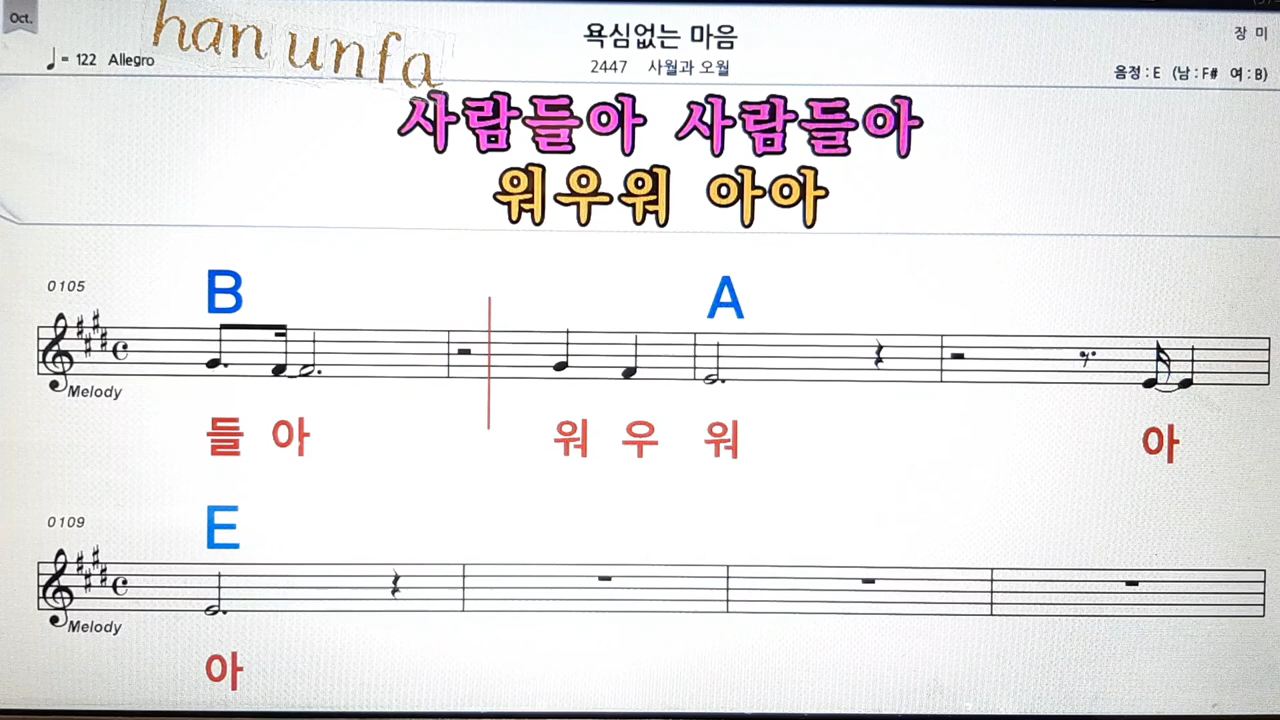 Oct.
han unfa
♩= 122 Allegro
욕심없는 마음
2447 사월과 오월
장 미
음정 : E (남 : F# 여 : B)
사람들아 사람들아
워우워 아아
0105
B A
Melody
들 아 워 우 워 아
0109
E
Melody
아